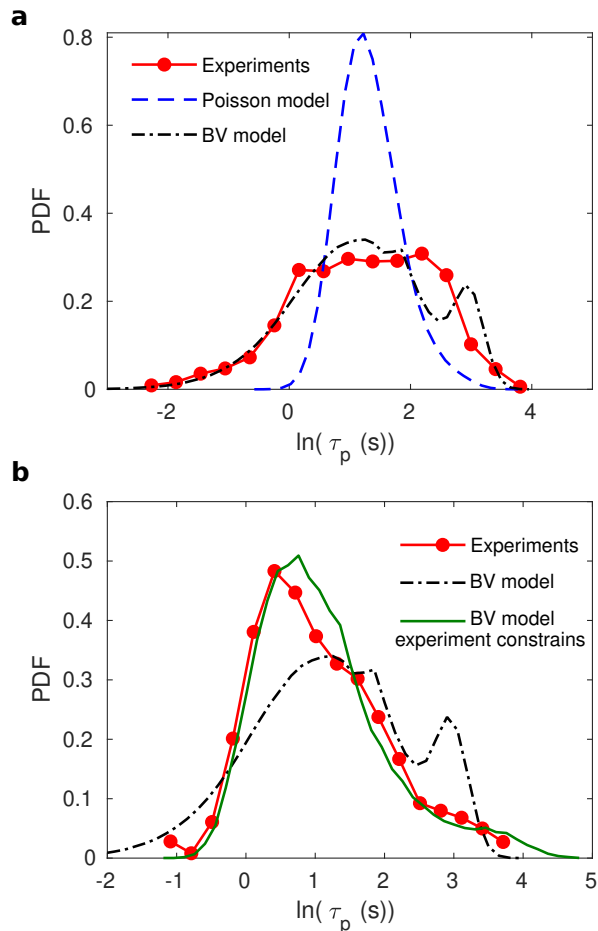 a
0.8
0.6
0.4
0.2
0
PDF
Experiments
Poisson model
BV model
-2 0 2 4
ln( τp (s))
b
0.6
0.5
0.4
0.3
0.2
0.1
0
PDF
Experiments
BV model
BV model
experiment constrains
-2 -1 0 1 2 3 4 5
ln( τp (s))